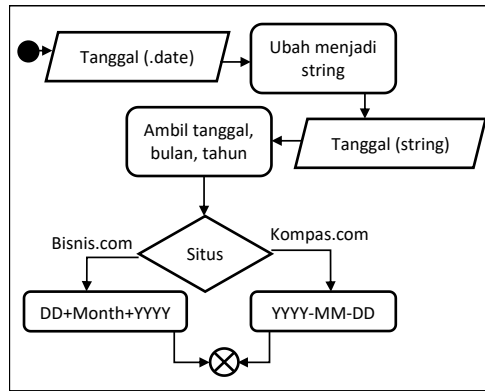 Tanggal (.date)
Ubah menjadi
string
Ambil tanggal,
bulan, tahun
Tanggal (string)
Bisnis.com
Situs
Kompas.com
DD+Month+YYYY
YYYY-MM-DD